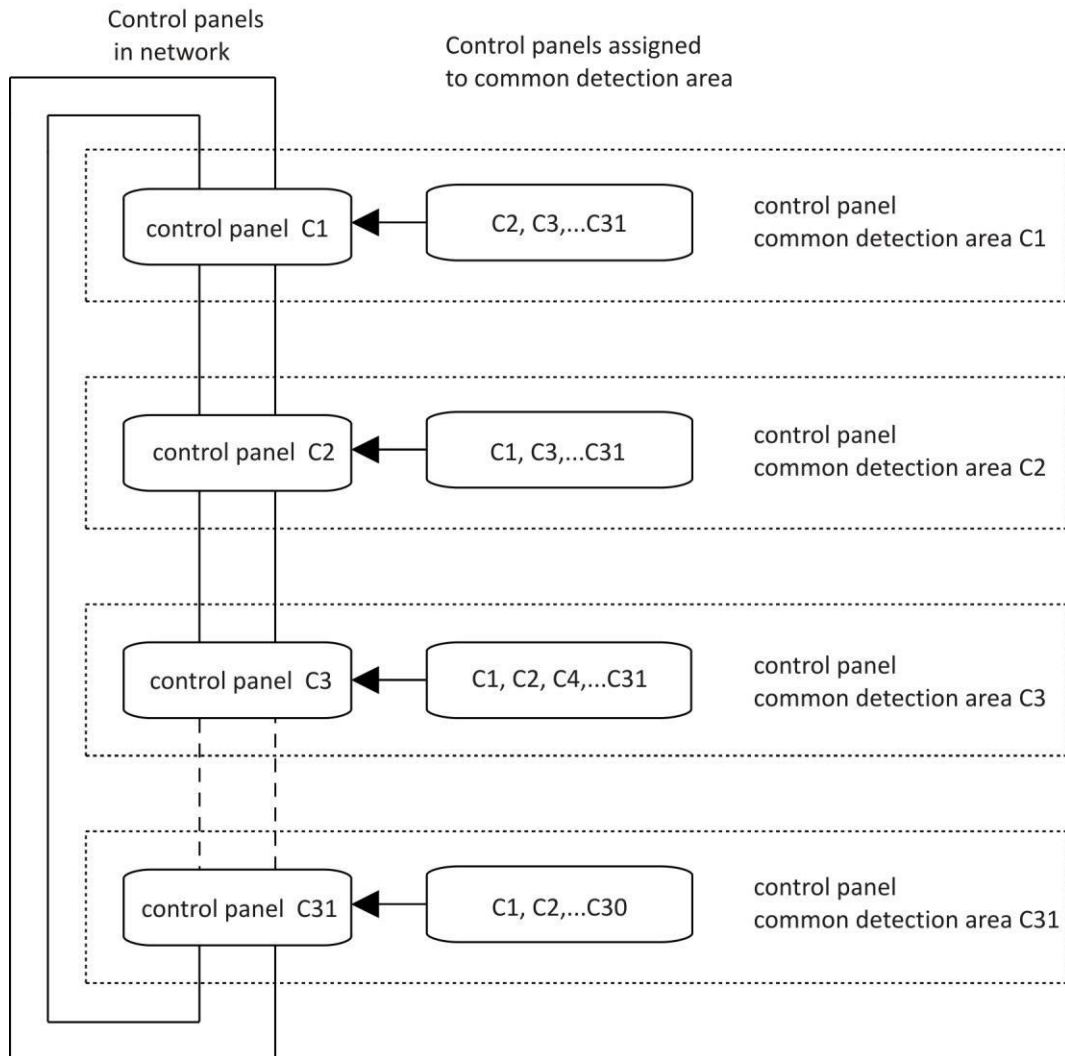 Control panels
in network
Control panels assigned
to common detection area
control panel C1
C2, C3,...C31
control panel
common detection area C1
control panel C2
C1, C3,...C31
control panel
common detection area C2
control panel C3
C1, C2, C4,...C31
control panel
common detection area C3
control panel C31
C1, C2,...C30
control panel
common detection area C31